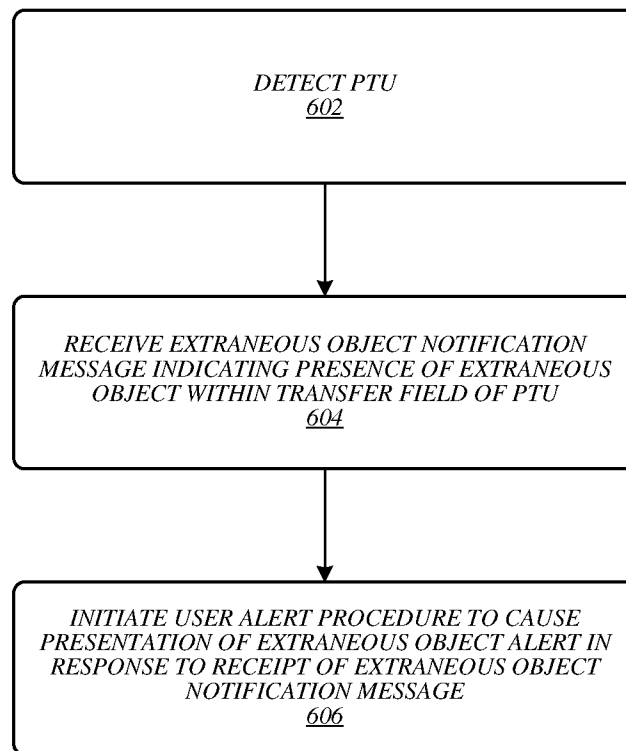 DETECT PTU
602
RECEIVE EXTRANEOUS OBJECT NOTIFICATION
MESSAGE INDICATING PRESENCE OF EXTRANEOUS
OBJECT WITHIN TRANSFER FIELD OF PTU
604
INITIATE USER ALERT PROCEDURE TO CAUSE
PRESENTATION OF EXTRANEOUS OBJECT ALERT IN
RESPONSE TO RECEIPT OF EXTRANEOUS OBJECT
NOTIFICATION MESSAGE
606